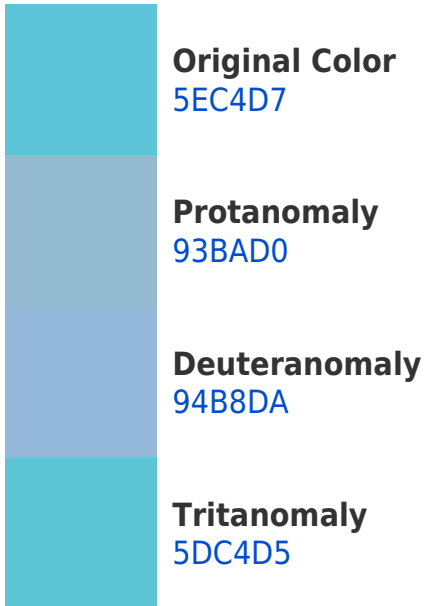 Original Color
5EC4D7
Protanomaly
93BAD0
Deuteranomaly
94B8DA
Tritanomaly
5DC4D5